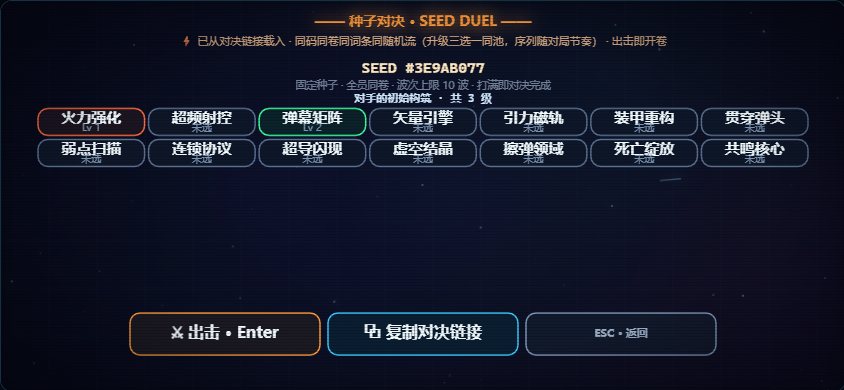 种子对决 • SEED DUEL
已从对决链接载入 · 同码同卷同词条同随机流（升级三选一同池，序列随对局节奏） · 出击即开卷
SEED #3E9AB077
固定种子 · 全员同卷 · 波次上限 10 波 · 打满即对决完成
对手的初始构筑 · 共 3 级
火力强化 超频射控 弹幕矩阵 矢量引擎 引力磁轨 装甲重构 贯穿弹头
Lv 1 未选 Lv 2 未选 未选 未选 未选
弱点扫描 连锁协议 超导闪现 虚空结晶 擦弹领域 死亡绽放 共鸣核心
未选 未选 未选 未选 未选 未选 未选
出击 • Enter 复制对决链接 ESC • 返回